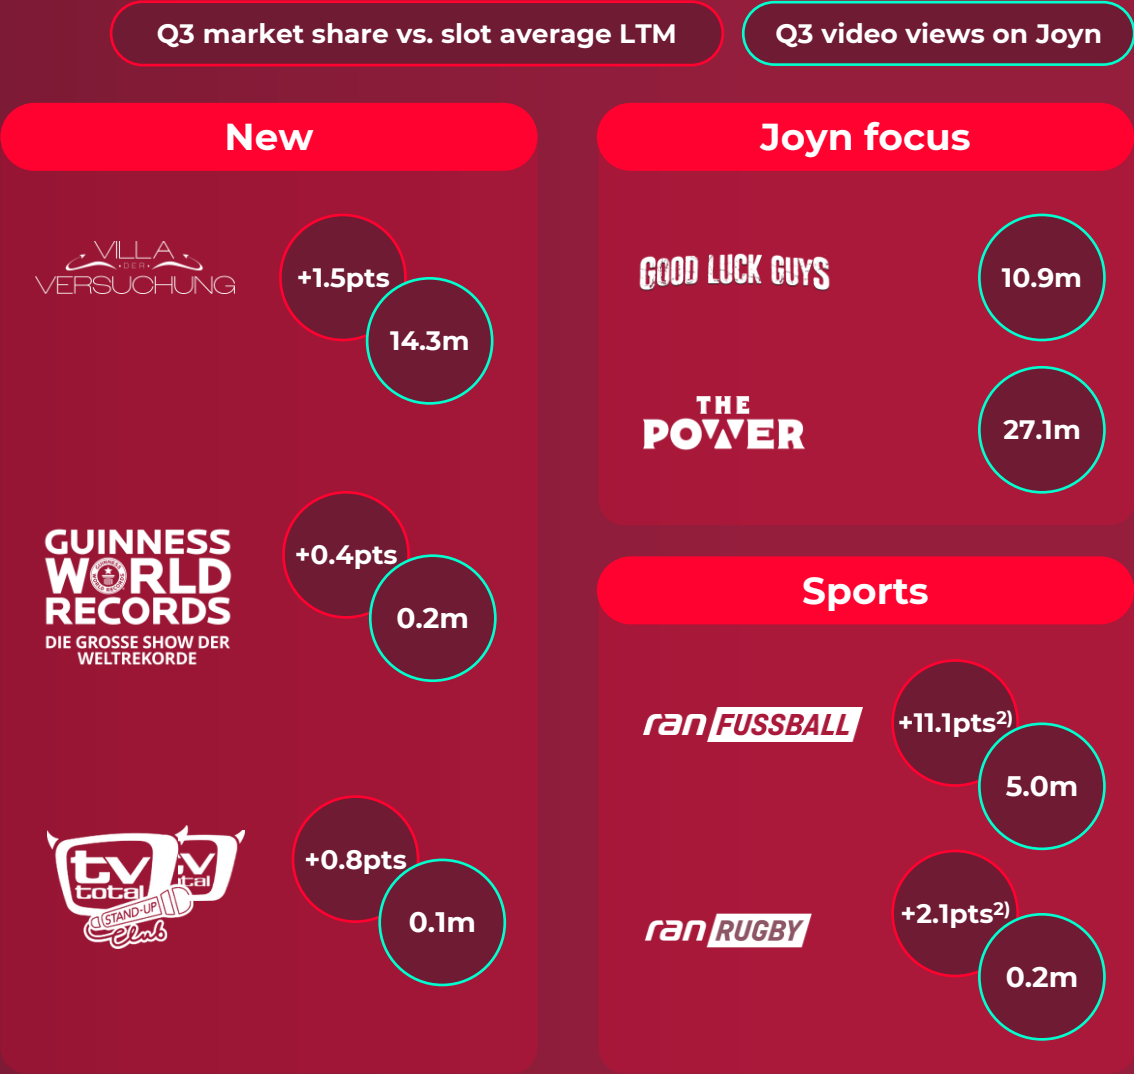 Q3 market share vs. slot average LTM
Q3 video views on Joyn
New
VILLA
DER
VERSUCHUNG
+1.5pts
14.3m
GUINNESS
WORLD
RECORDS
DIE GROSSE SHOW DER
WELTREKORDE
+0.4pts
0.2m
tv
total
tv
total
STAND-UP
Club
+0.8pts
0.1m
Joyn focus
GOOD LUCK GUYS
10.9m
THE
POWER
27.1m
Sports
ran FUSSBALL
+11.1pts2)
5.0m
ran RUGBY
+2.1pts2)
0.2m